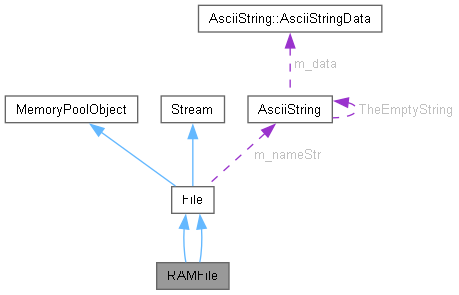 AsciiString::AsciiStringData
m_data
MemoryPoolObject
Stream
AsciiString
TheEmptyString
m_nameStr
File
RAMFile